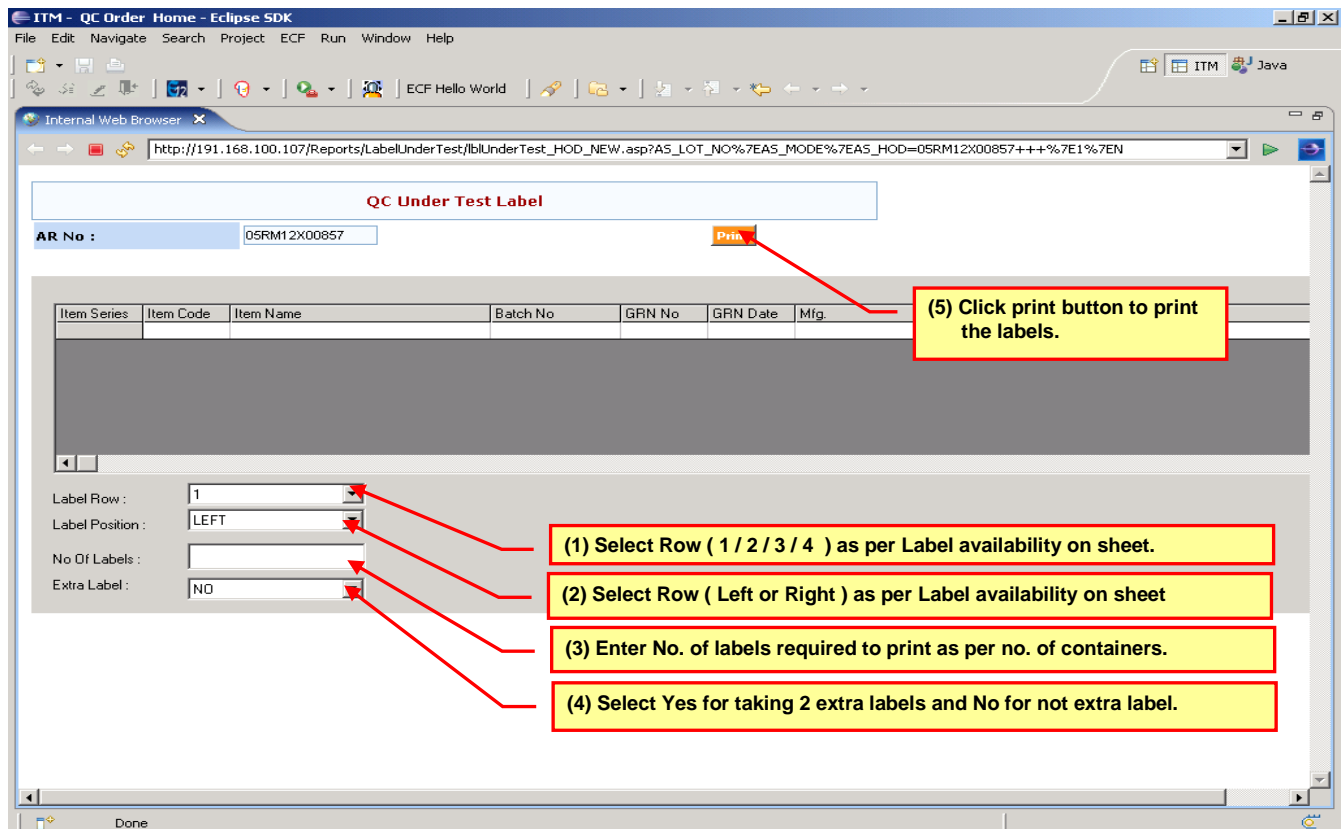 ITM - QC Order Home - Eclipse SDK
File Edit Navigate Search Project ECF Run Window Help
ITM Java
ECF Hello World
Internal Web Browser
http://191.168.100.107/Reports/LabelUnderTest/lblUnderTest_HOD_NEW.asp?AS_LOT_NO%7EAS_MODE%7EAS_HOD=05RM12X00857+++%7E1%7EN
QC Under Test Label
AR No :
05RM12X00857
Print
(5) Click print button to print
the labels.
Item Series Item Code Item Name Batch No GRN No GRN Date Mfg.
Label Row :
1
Label Position :
LEFT
No Of Labels :
Extra Label :
NO
(1) Select Row ( 1 / 2 / 3 / 4 ) as per Label availability on sheet.
(2) Select Row ( Left or Right ) as per Label availability on sheet
(3) Enter No. of labels required to print as per no. of containers.
(4) Select Yes for taking 2 extra labels and No for not extra label.
Done